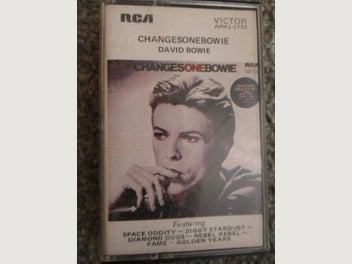 RCA
VICTOR
APK1-1732
CHANGESONEBOWIE
DAVID BOWIE
CHANGESONEBOWIE
RCA
Featuring
SPACE ODDITY – ZIGGY STARDUST –
DIAMOND DOGS – REBEL REBEL –
FAME – GOLDEN YEARS